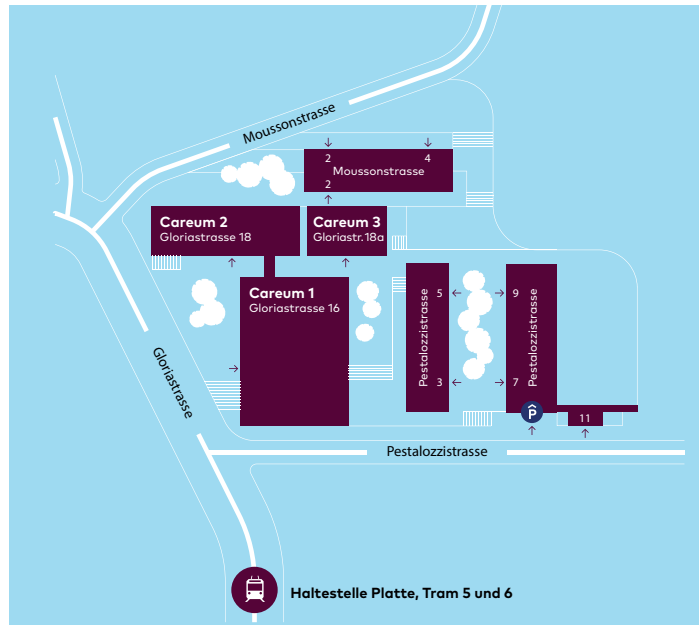 Moussonstrasse
2
4
Moussonstrasse
2
Careum 2
Gloriastrasse 18
Careum 3
Gloriastr. 18a
Careum 1
Gloriastrasse 16
Gloriastrasse
5
Pestalozzistrasse
3
9
Pestalozzistrasse
7
P
11
Pestalozzistrasse
Haltestelle Platte, Tram 5 und 6